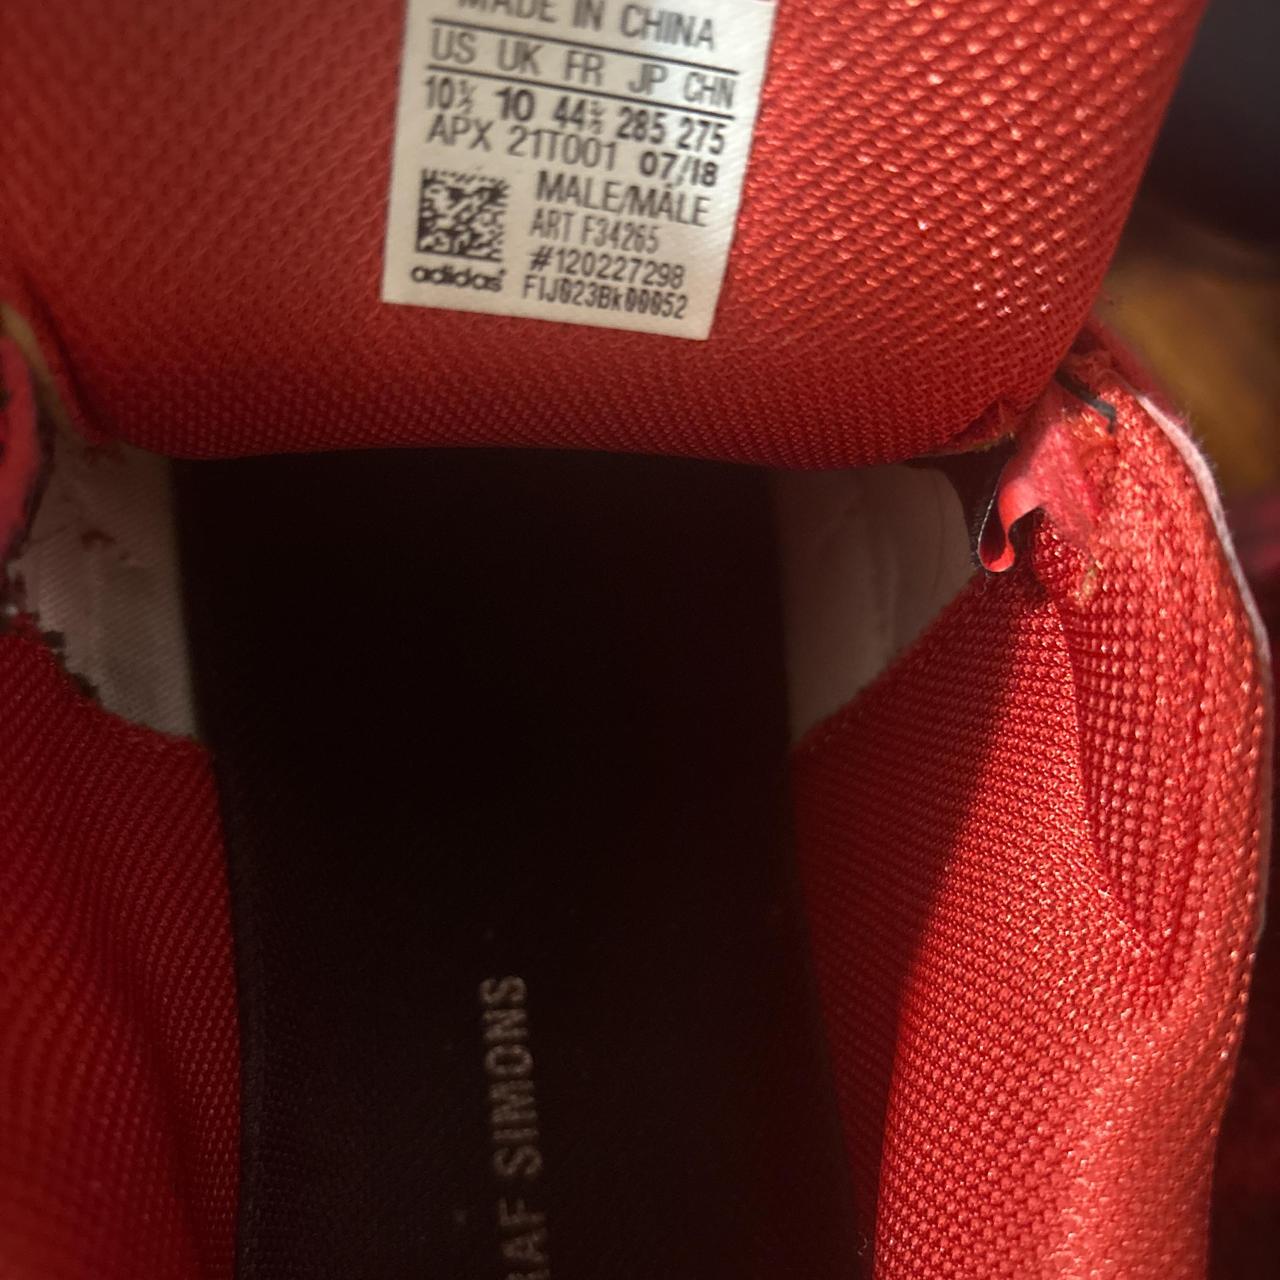 MADE IN CHINA
US UK FR JP CHN
10½ 10 44⅔ 285 275
APX 21T001 07/18
MALE/MÂLE
ART F34265
#120227298
adidas FIJ023Bk00052
RAF SIMONS